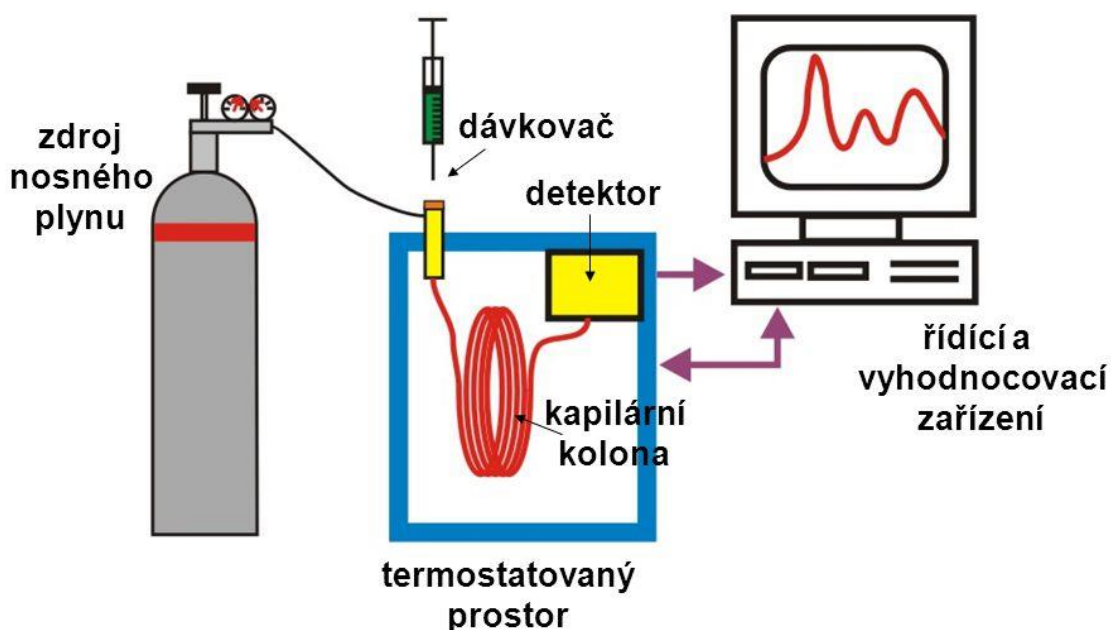 zdroj
nosného
plynu
dávkovač
detektor
kapilární
kolona
termostatovaný
prostor
řídící a
vyhodnocovací
zařízení